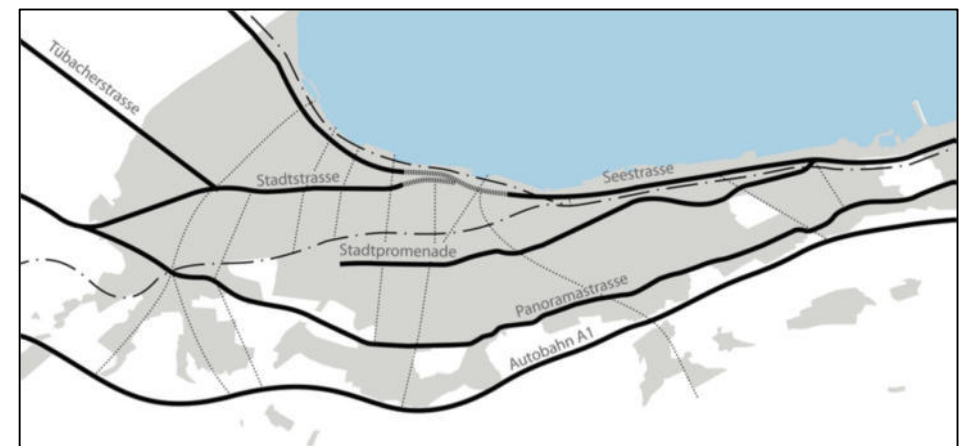 Tübacherstrasse
Stadtstrasse
Seestrasse
Stadtpromenade
Panoramastrasse
Autobahn A1